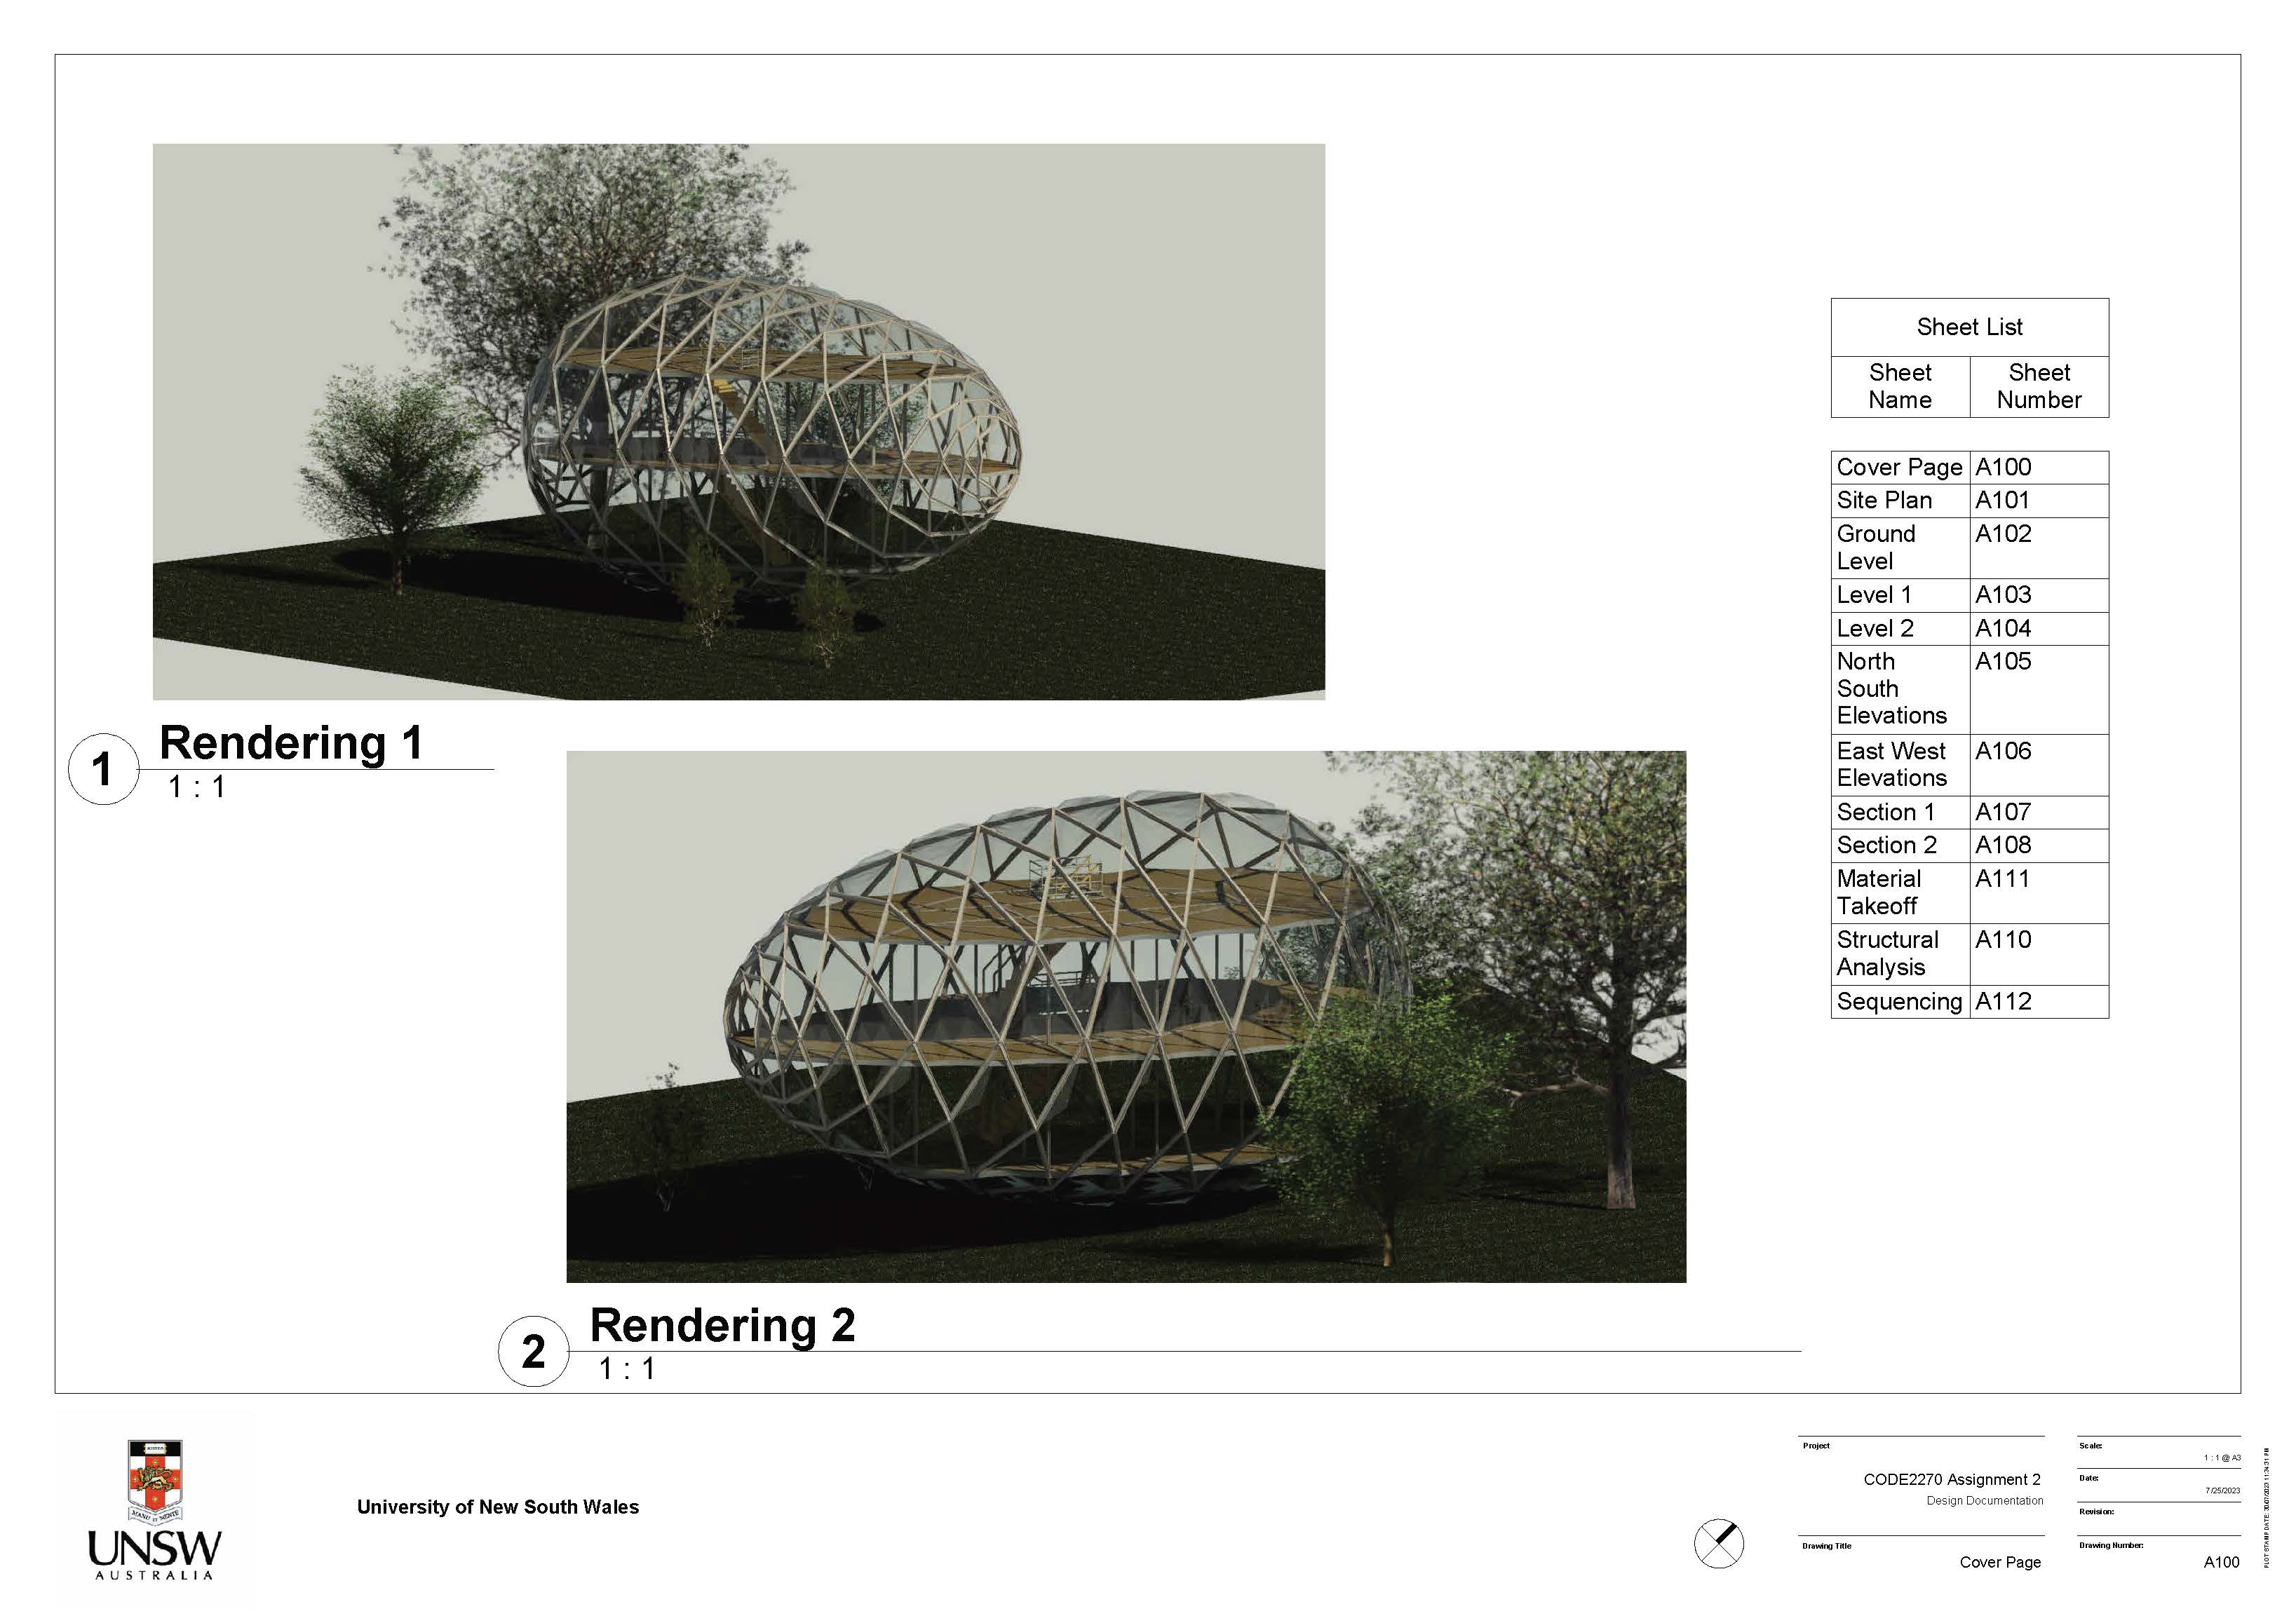 Sheet List
Sheet Name
Sheet Number
Cover Page A100
Site Plan A101
Ground Level A102
Level 1 A103
Level 2 A104
North South Elevations A105
East West Elevations A106
Section 1 A107
Section 2 A108
Material Takeoff A111
Structural Analysis A110
Sequencing A112
1
Rendering 1
1 : 1
2
Rendering 2
1 : 1
MANU ET MENTE
UNSW
AUSTRALIA
University of New South Wales
Project
CODE2270 Assignment 2
Design Documentation
Drawing Title
Cover Page
Scale:
1 : 1 @ A3
Date:
7/25/2023
Revision:
Drawing Number:
A100
PLOT STAMP DATE: 30/07/2023 11:34:31 PM